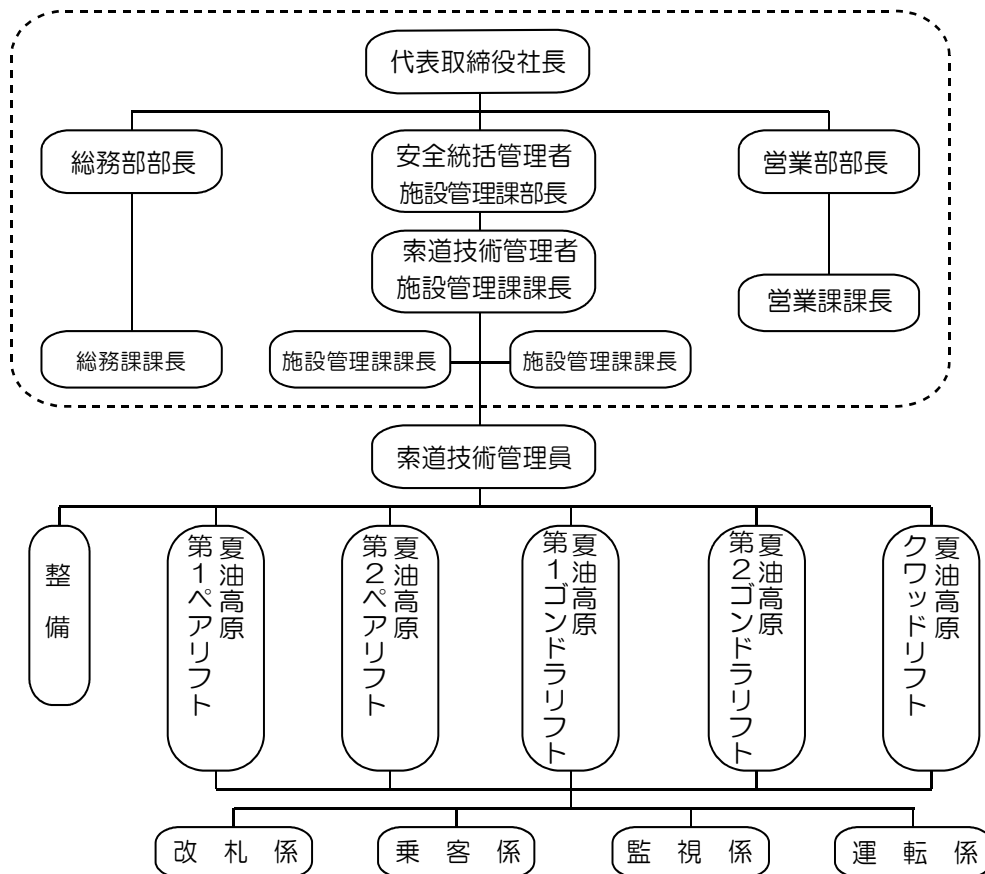 代表取締役社長
総務部部長
安全統括管理者
施設管理課部長
営業部部長
索道技術管理者
施設管理課課長
営業課課長
総務課課長
施設管理課課長
施設管理課課長
索道技術管理員
整備
夏油高原
第1ペアリフト
夏油高原
第2ペアリフト
夏油高原
第1ゴンドラリフト
夏油高原
第2ゴンドラリフト
夏油高原
クワッドリフト
改札係
乗客係
監視係
運転係